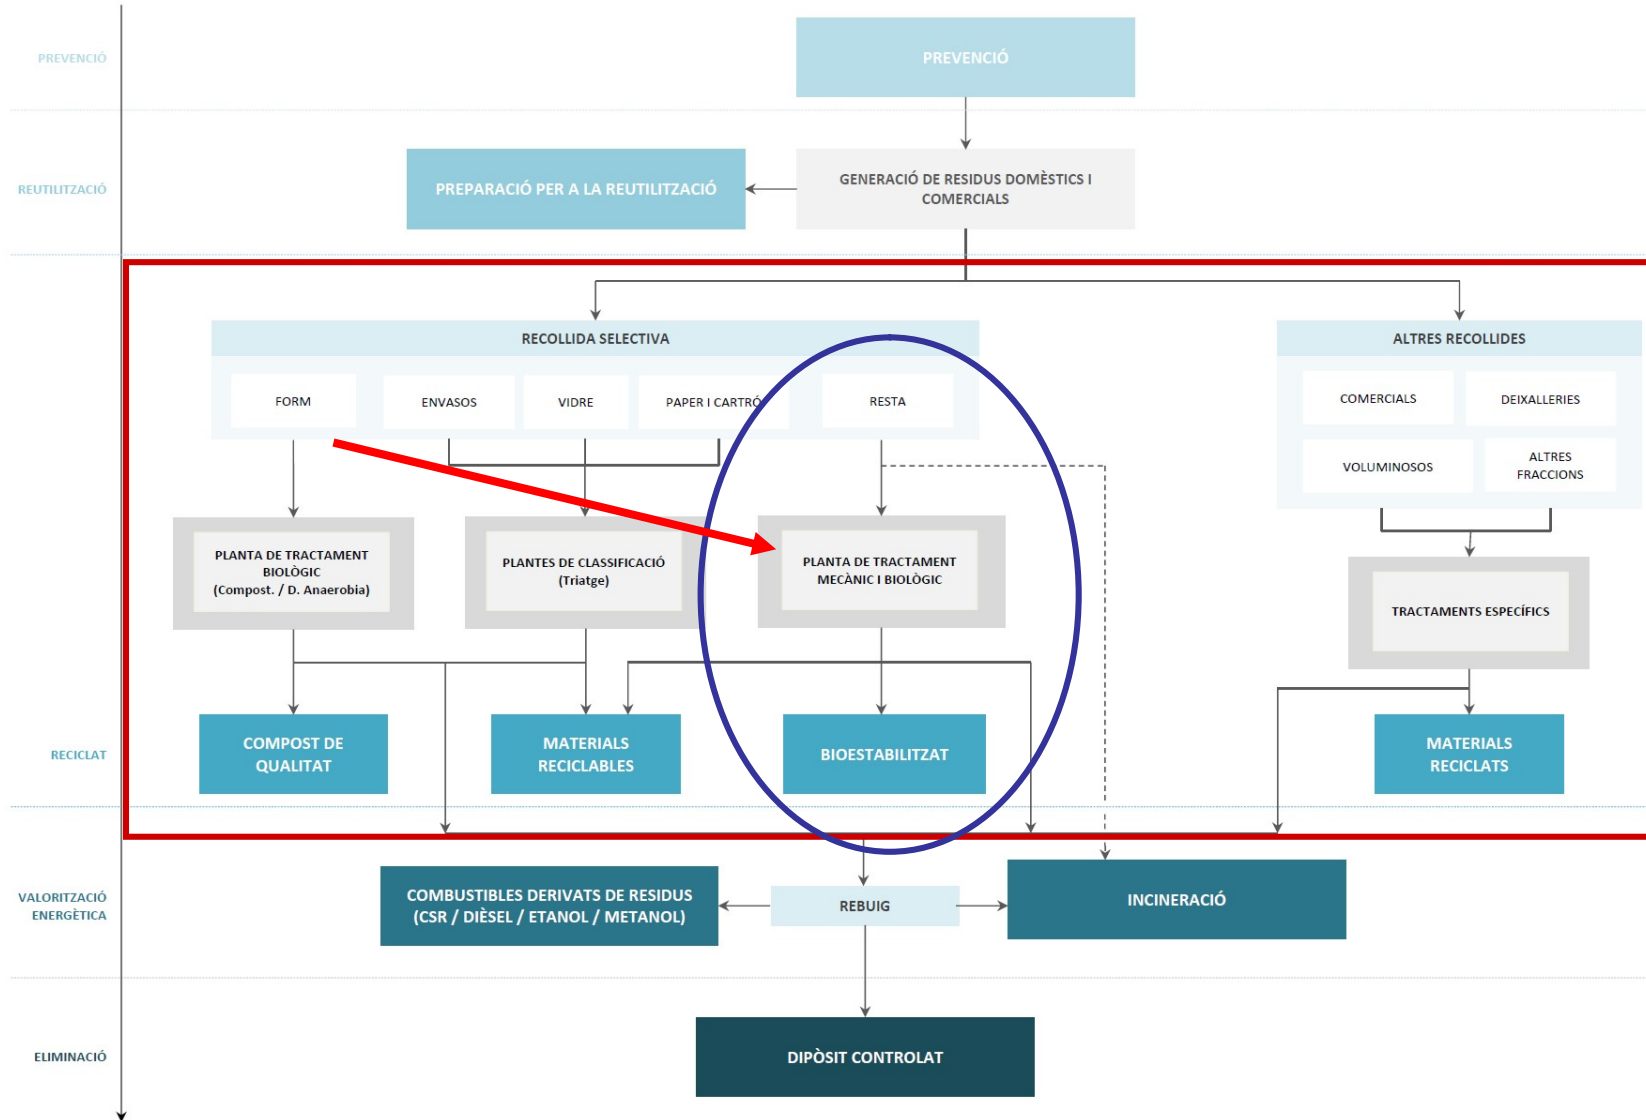 PREVENCIÓ
PREVENCIÓ
REUTILITZACIÓ
PREPARACIÓ PER A LA REUTILITZACIÓ
GENERACIÓ DE RESIDUS DOMÈSTICS I
COMERCIALS
RECOLLIDA SELECTIVA
ALTRES RECOLLIDES
FORM
ENVASOS
VIDRE
PAPER I CARTRÓ
RESTA
COMERCIALS
DEIXALLERIES
VOLUMINOSOS
ALTRES
FRACCIONS
PLANTA DE TRACTAMENT
BIOLÒGIC
(Compost. / D. Anaerobia)
PLANTES DE CLASSIFICACIÓ
(Triatge)
PLANTA DE TRACTAMENT
MECÀNIC I BIOLÒGIC
TRACTAMENTS ESPECÍFICS
RECICLAT
COMPOST DE
QUALITAT
MATERIALS
RECICLABLES
BIOESTABILITZAT
MATERIALS
RECICLATS
VALORITZACIÓ
ENERGÈTICA
COMBUSTIBLES DERIVATS DE RESIDUS
(CSR / DIÈSEL / ETANOL / METANOL)
REBUIG
INCINERACIÓ
ELIMINACIÓ
DIPÒSIT CONTROLAT